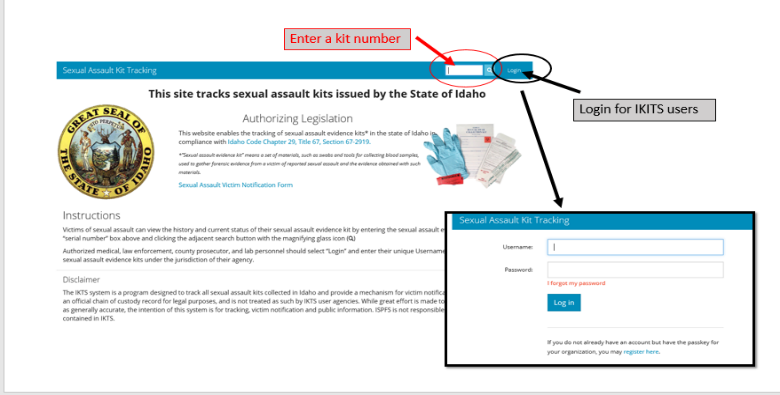 Enter a kit number
Sexual Assault Kit Tracking
Login
This site tracks sexual assault kits issued by the State of Idaho
Login for IKITS users
GREAT SEAL OF THE STATE OF IDAHO
Authorizing Legislation
This website enables the tracking of sexual assault evidence kits* in the state of Idaho in
compliance with Idaho Code Chapter 29, Title 67, Section 67-2919.
*"Sexual assault evidence kit" means a set of materials, such as swabs and tools for collecting blood samples,
used to gather forensic evidence from a victim of reported sexual assault and the evidence obtained with such
materials.
Sexual Assault Victim Notification Form
Instructions
Victims of sexual assault can view the history and current status of their sexual assault evidence kit by entering the sexual assault e
"serial number" box above and clicking the adjacent search button with the magnifying glass icon (Q)
Authorized medical, law enforcement, county prosecutor, and lab personnel should select "Login" and enter their unique Username
sexual assault evidence kits under the jurisdiction of their agency.
Disclaimer
The IKTS system is a program designed to track all sexual assault kits collected in Idaho and provide a mechanism for victim notific
an official chain of custody record for legal purposes, and is not treated as such by IKTS user agencies. While great effort is made to
as generally accurate, the intention of this system is for tracking, victim notification and public information. ISPFS is not responsible
contained in IKTS.
Sexual Assault Kit Tracking
Username:
Password:
I forgot my password
Log in
If you do not already have an account but have the passkey for
your organization, you may register here.